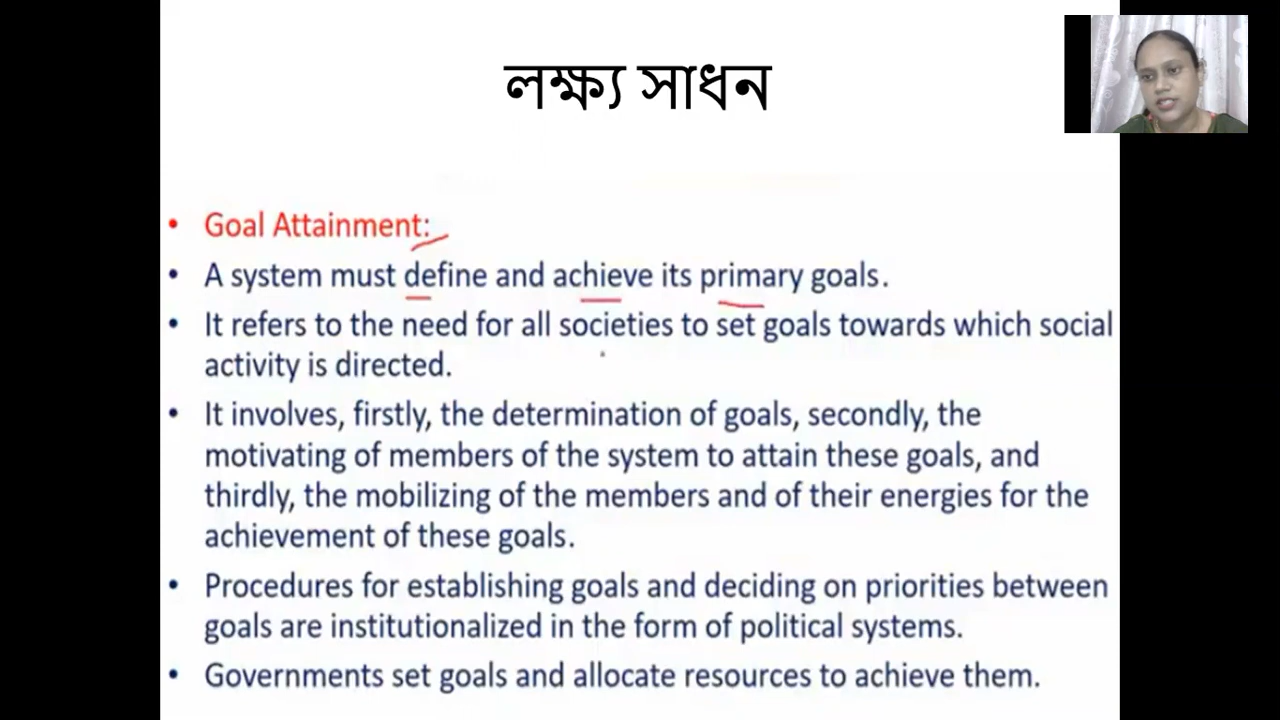 লক্ষ্য সাধন
• Goal Attainment:
• A system must define and achieve its primary goals.
• It refers to the need for all societies to set goals towards which social
activity is directed.
• It involves, firstly, the determination of goals, secondly, the
motivating of members of the system to attain these goals, and
thirdly, the mobilizing of the members and of their energies for the
achievement of these goals.
• Procedures for establishing goals and deciding on priorities between
goals are institutionalized in the form of political systems.
• Governments set goals and allocate resources to achieve them.